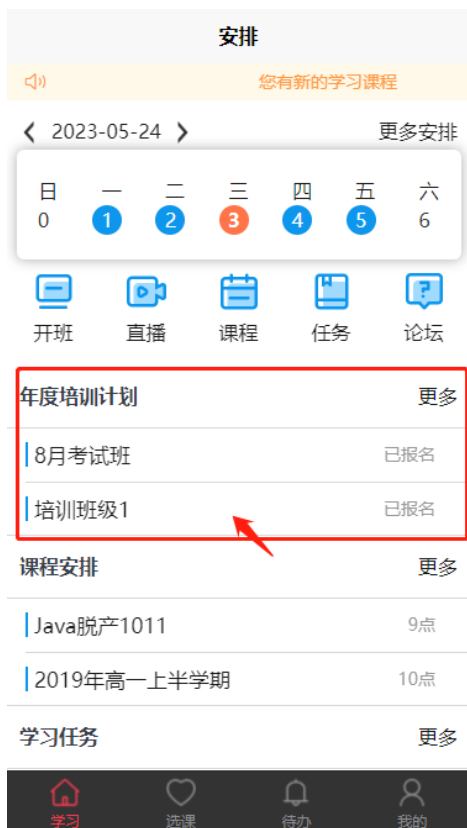 安排
您有新的学习课程
2023-05-24 更多安排
日 一 二 三 四 五 六
0 1 2 3 4 5 6
开班 直播 课程 任务 论坛
年度培训计划 更多
8月考试班 已报名
培训班级1 已报名
课程安排 更多
Java脱产1011 9点
2019年高一上半学期 10点
学习任务 更多
学习 选课 待办 我的